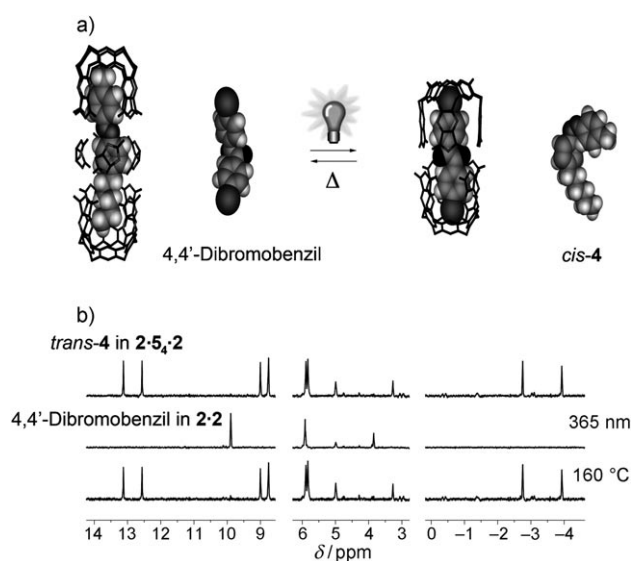 a)
4,4'-Dibromobenzil
Δ
cis-4
b)
trans-4 in 2·5₄·2
4,4'-Dibromobenzil in 2·2
365 nm
160 °C
14 13 12 11 10 9 8 6 5 4 3 0 –1 –2 –3 –4
δ/ppm